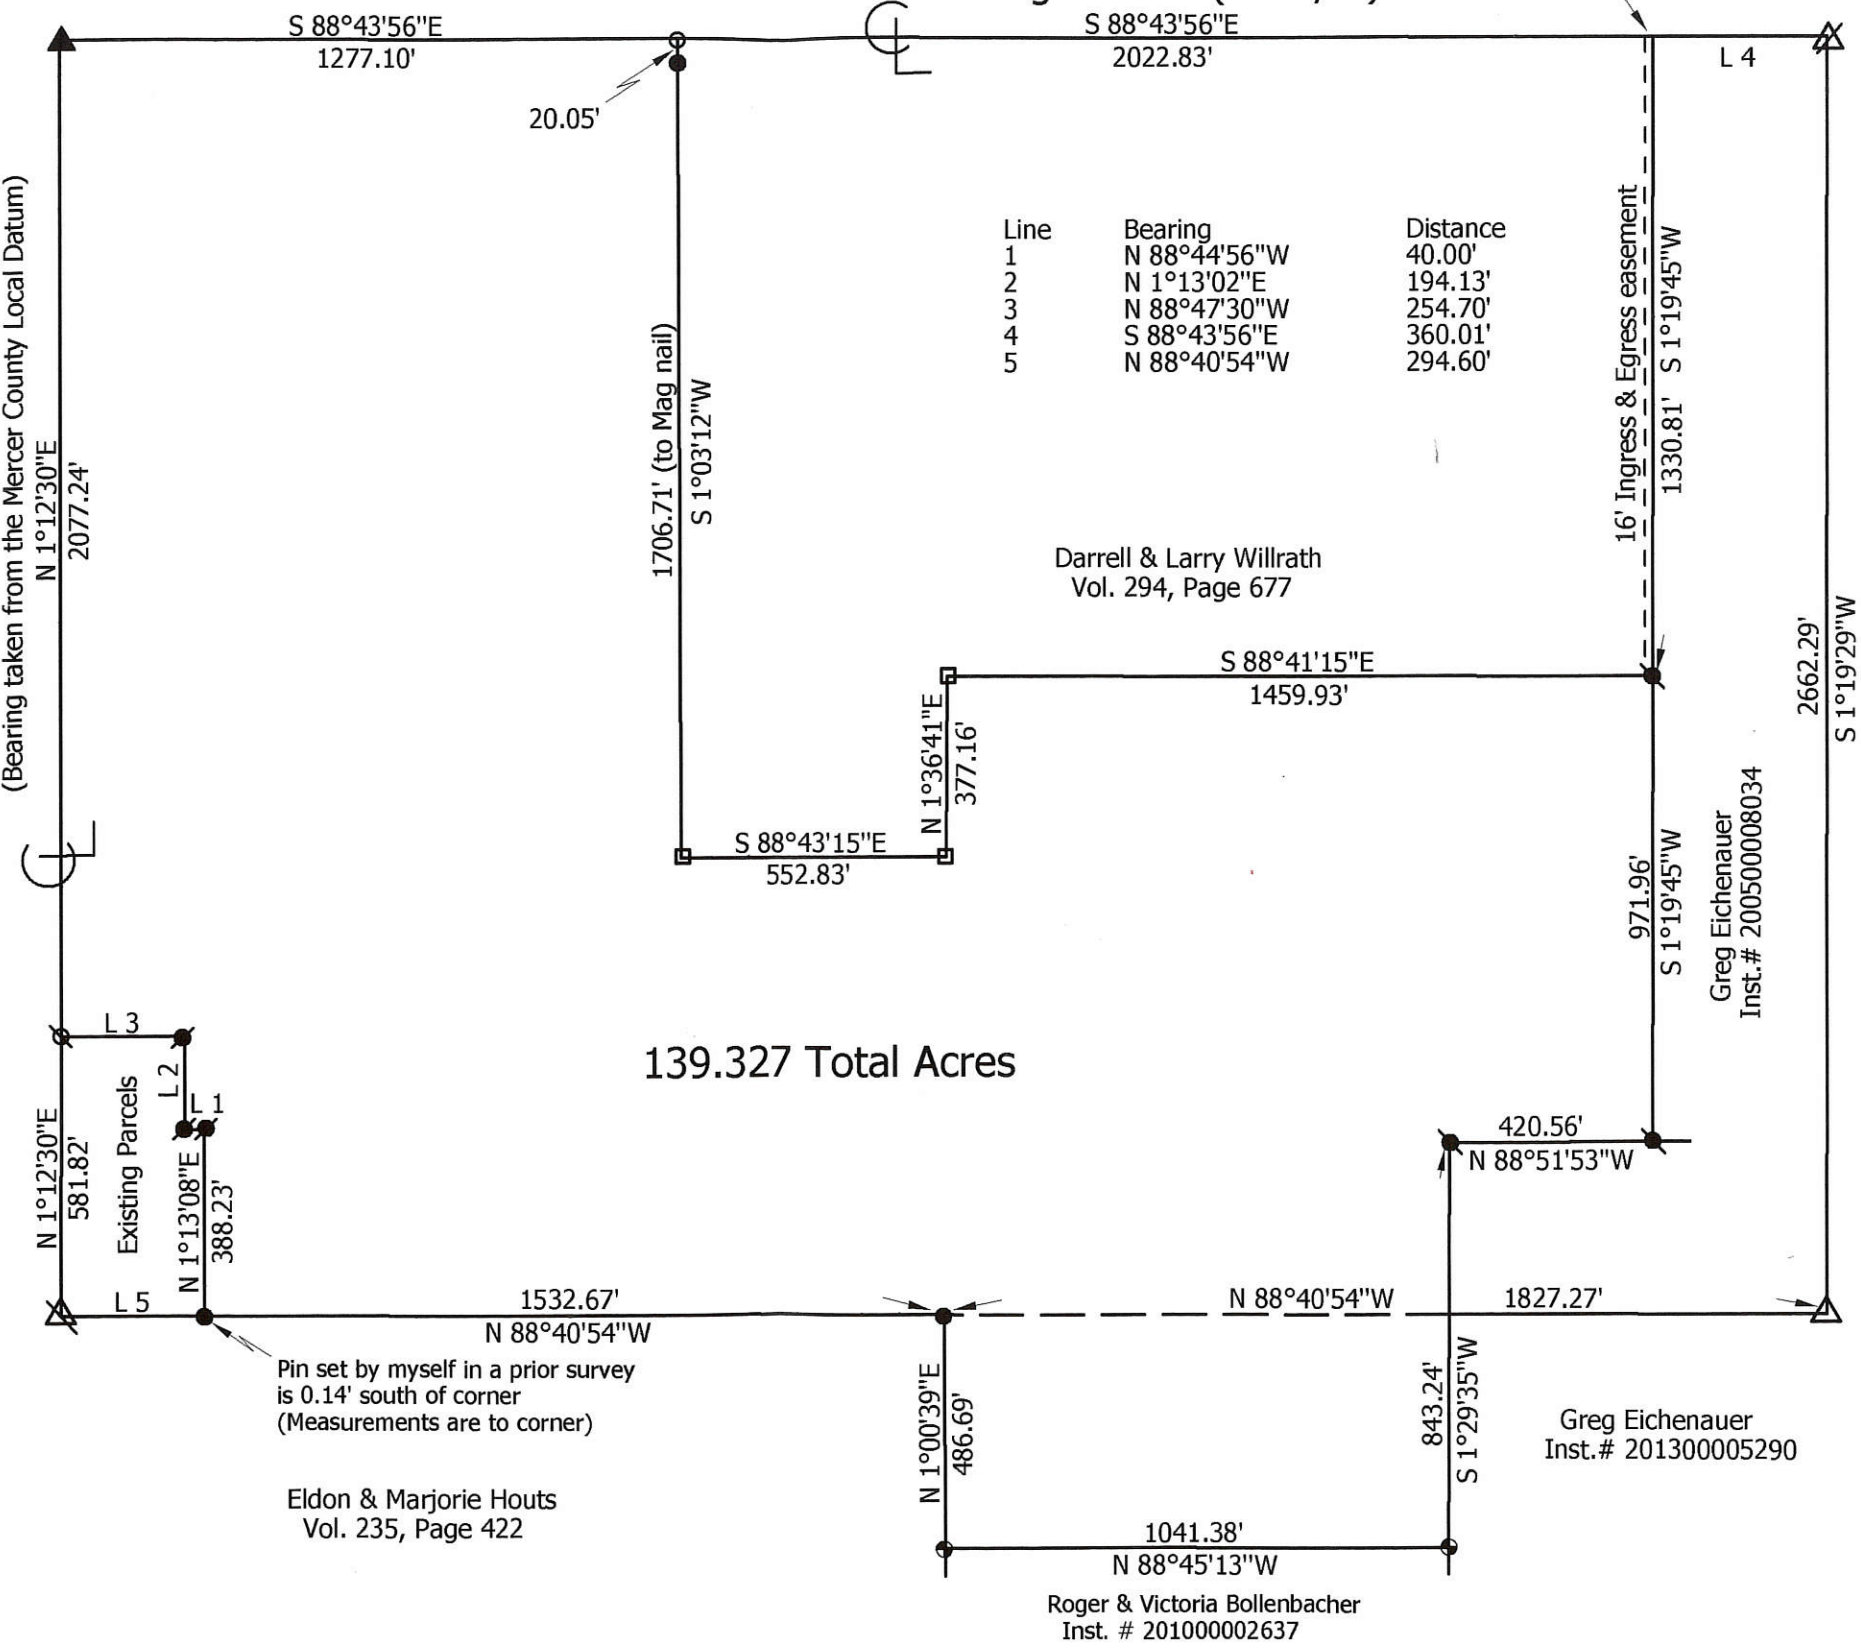 S 88°43'56"E
1277.10'
S 88°43'56"E
2022.83'
L 4
20.05'
(Bearing taken from the Mercer County Local Datum)
N 1°12'30"E
2077.24'
1706.71' (to Mag nail)
S 1°03'12"W
Line Bearing Distance
1 N 88°44'56"W 40.00'
2 N 1°13'02"E 194.13'
3 N 88°47'30"W 254.70'
4 S 88°43'56"E 360.01'
5 N 88°40'54"W 294.60'
16' Ingress & Egress easement
1330.81' S 1°19'45"W
Darrell & Larry Willrath
Vol. 294, Page 677
2662.29'
S 1°19'29"W
S 88°41'15"E
1459.93'
N 1°36'41"E
377.16'
S 88°43'15"E
552.83'
971.96'
S 1°19'45"W
Greg Eichenauer
Inst.# 200500008034
L 3
L 2
L 1
139.327 Total Acres
N 1°12'30"E
581.82'
Existing Parcels
N 1°13'08"E
388.23'
420.56'
N 88°51'53"W
L 5
1532.67'
N 88°40'54"W
N 88°40'54"W
1827.27'
Pin set by myself in a prior survey
is 0.14' south of corner
(Measurements are to corner)
N 1°00'39"E
486.69'
843.24'
S 1°29'35"W
Greg Eichenauer
Inst.# 201300005290
Eldon & Marjorie Houts
Vol. 235, Page 422
1041.38'
N 88°45'13"W
Roger & Victoria Bollenbacher
Inst. # 201000002637